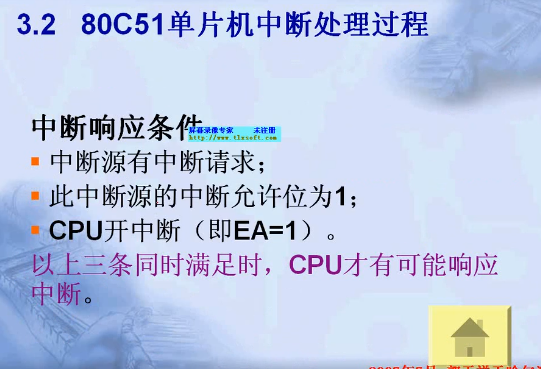 3.2 80C51单片机中断处理过程
中断响应条件
屏幕录像专家 未注册
http://www.tlxsoft.com
中断源有中断请求；
此中断源的中断允许位为1；
CPU开中断（即EA=1）。
以上三条同时满足时，CPU才有可能响应
中断。